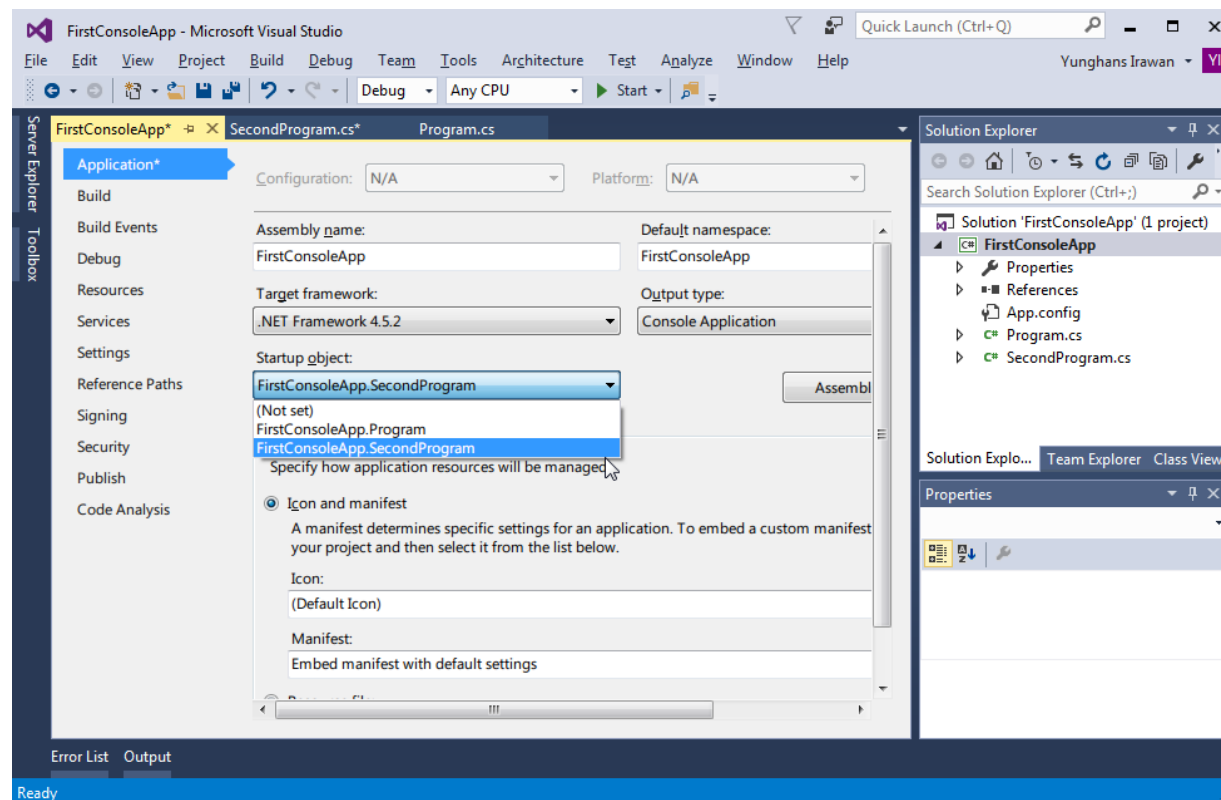 FirstConsoleApp - Microsoft Visual Studio
Quick Launch (Ctrl+Q)
File Edit View Project Build Debug Team Tools Architecture Test Analyze Window Help
Yunghans Irawan
YI
Debug Any CPU Start
Server Explorer
Toolbox
FirstConsoleApp* SecondProgram.cs* Program.cs
Application*
Build
Build Events
Debug
Resources
Services
Settings
Reference Paths
Signing
Security
Publish
Code Analysis
Configuration: N/A Platform: N/A
Assembly name: Default namespace:
FirstConsoleApp FirstConsoleApp
Target framework: Output type:
.NET Framework 4.5.2 Console Application
Startup object:
FirstConsoleApp.SecondProgram Assembl
(Not set)
FirstConsoleApp.Program
FirstConsoleApp.SecondProgram
Specify how application resources will be managed
Icon and manifest
A manifest determines specific settings for an application. To embed a custom manifest
your project and then select it from the list below.
Icon:
(Default Icon)
Manifest:
Embed manifest with default settings
Solution Explorer
Search Solution Explorer (Ctrl+;)
Solution 'FirstConsoleApp' (1 project)
C# FirstConsoleApp
Properties
References
App.config
C# Program.cs
C# SecondProgram.cs
Solution Explo... Team Explorer Class View
Properties
Error List Output
Ready